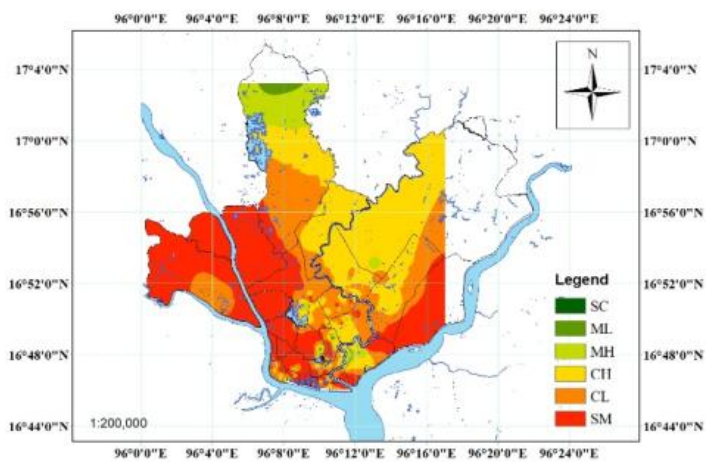 96°0'0"E 96°4'0"E 96°8'0"E 96°12'0"E 96°16'0"E 96°20'0"E 96°24'0"E
N
17°4'0"N 17°4'0"N
17°0'0"N 17°0'0"N
16°56'0"N 16°56'0"N
16°52'0"N 16°52'0"N
Legend
SC
ML
MH
16°48'0"N 16°48'0"N
CH
CL
SM
1:200,000
16°44'0"N 16°44'0"N
96°0'0"E 96°4'0"E 96°8'0"E 96°12'0"E 96°16'0"E 96°20'0"E 96°24'0"E